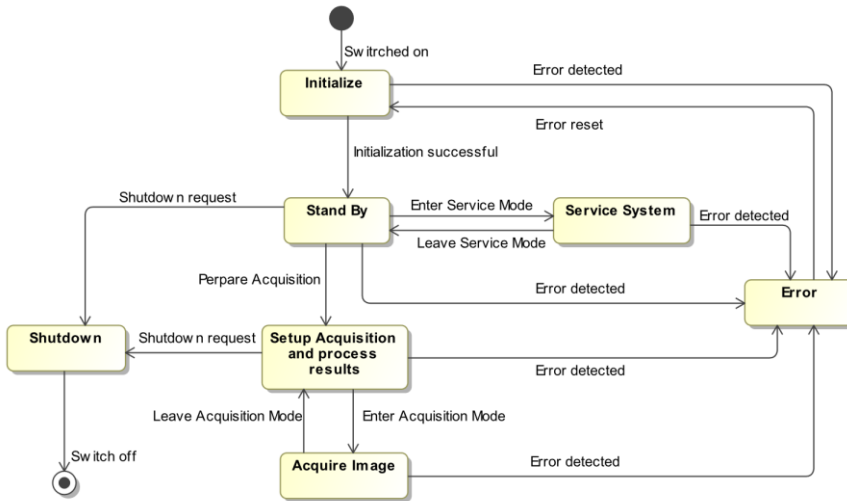 Switrched on
Error detected
Initialize
Error reset
Initialization successful
Shutdown request
Stand By
Enter Service Mode
Service System
Error detected
Leave Service Mode
Perpare Acquisition
Error detected
Error
Shutdown
Shutdown request
Setup Acquisition
and process
results
Error detected
Leave Acquisition Mode
Enter Acquisition Mode
Switch off
Acquire Image
Error detected